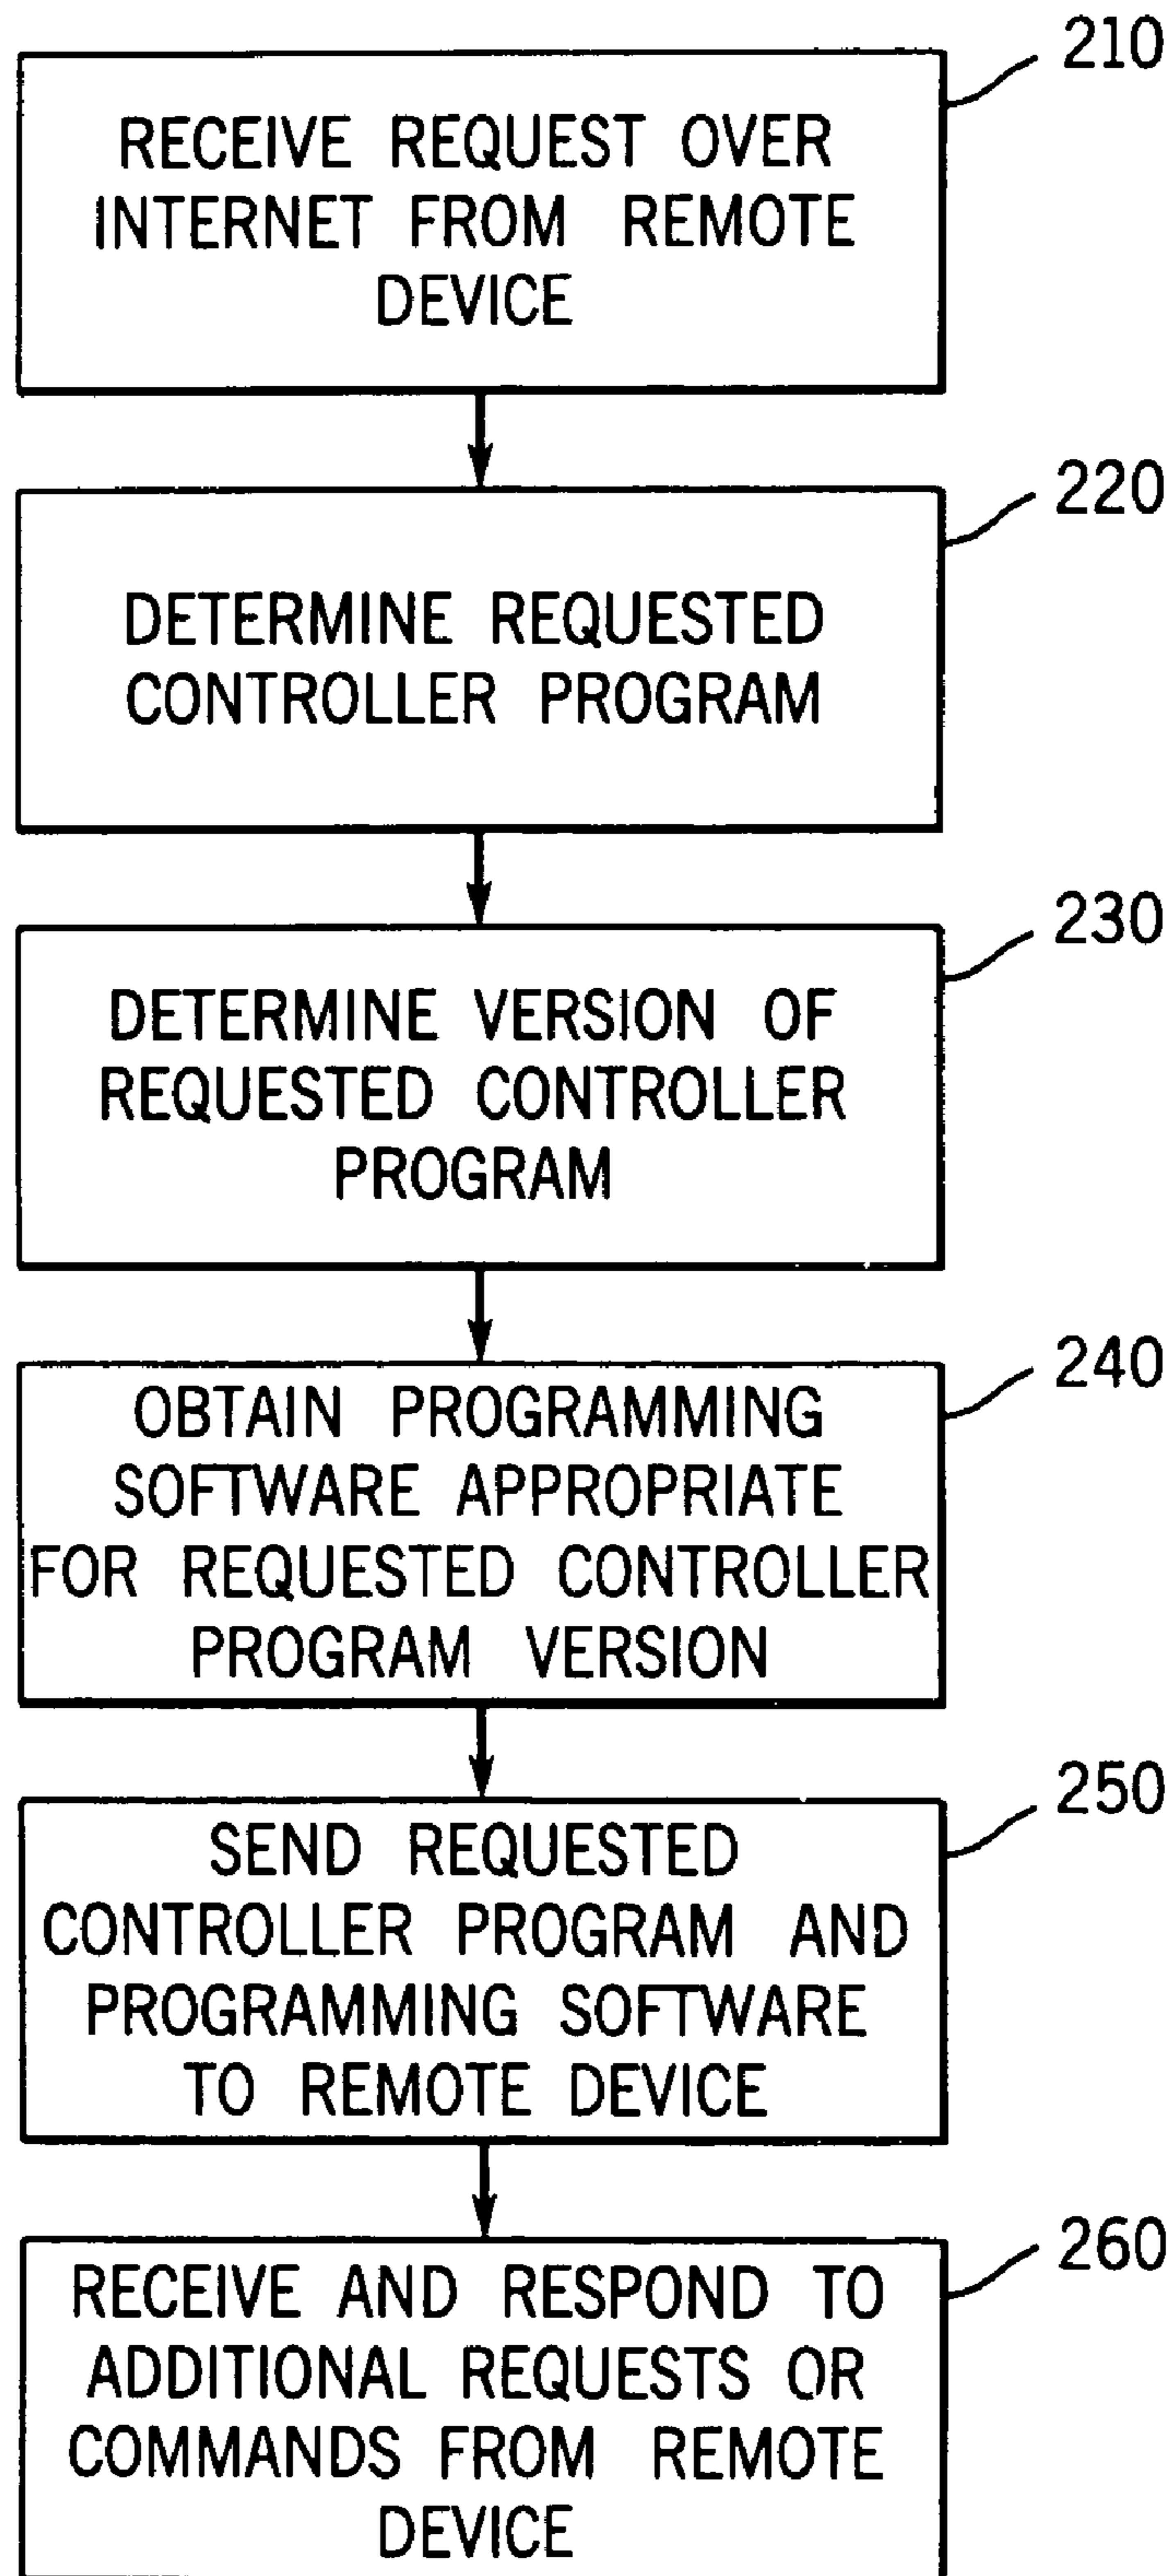 210
RECEIVE REQUEST OVER
INTERNET FROM REMOTE
DEVICE
220
DETERMINE REQUESTED
CONTROLLER PROGRAM
230
DETERMINE VERSION OF
REQUESTED CONTROLLER
PROGRAM
240
OBTAIN PROGRAMMING
SOFTWARE APPROPRIATE
FOR REQUESTED CONTROLLER
PROGRAM VERSION
250
SEND REQUESTED
CONTROLLER PROGRAM AND
PROGRAMMING SOFTWARE
TO REMOTE DEVICE
260
RECEIVE AND RESPOND TO
ADDITIONAL REQUESTS OR
COMMANDS FROM REMOTE
DEVICE